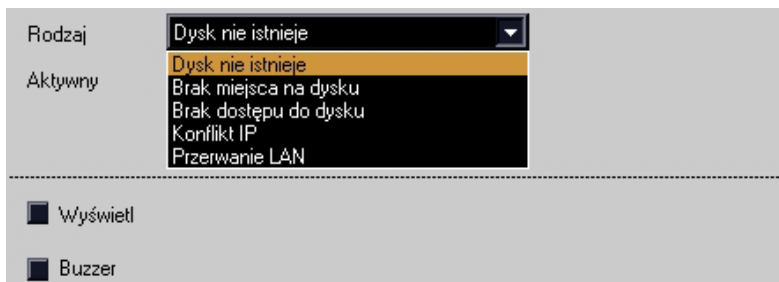 Rodzaj Dysk nie istnieje
Dysk nie istnieje
Aktywny Brak miejsca na dysku
Brak dostępu do dysku
Konflikt IP
Przerwanie LAN
Wyświetl
Buzzer